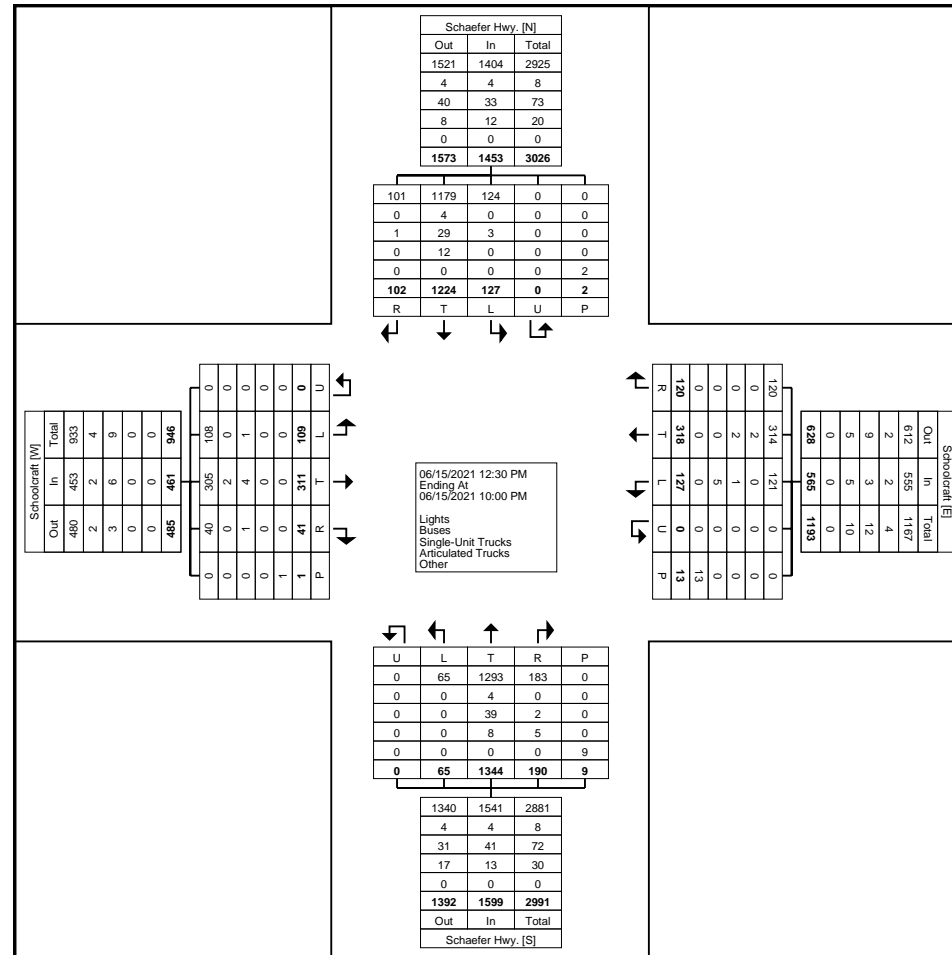 Schaefer Hwy. [N]
Out In Total
1521 1404 2925
4 4 8
40 33 73
8 12 20
0 0 0
1573 1453 3026
101 1179 124 0 0
0 4 0 0 0
1 29 3 0 0
0 12 0 0 0
0 0 0 0 2
102 1224 127 0 2
R T L U P
Schoolcraft [W]
Total 933 4 9 0 0 946
In 453 2 6 0 0 461
Out 480 2 3 0 0 485
0 0 0 0 0 0 U
108 0 1 0 0 109 L
305 2 4 0 0 311 T
40 0 1 0 0 41 R
0 0 0 0 1 1 P
06/15/2021 12:30 PM
Ending At
06/15/2021 10:00 PM
Lights
Buses
Single-Unit Trucks
Articulated Trucks
Other
R 120 0 0 0 0 120
T 318 0 0 2 2 314
L 127 0 5 1 0 121
U 0 0 0 0 0 0
P 13 13 0 0 0 0
628 0 5 9 2 612 Out
565 0 5 3 2 555 In
1193 0 10 12 4 1167 Total
Schoolcraft [E]
U L T R P
0 65 1293 183 0
0 0 4 0 0
0 0 39 2 0
0 0 8 5 0
0 0 0 0 9
0 65 1344 190 9
1340 1541 2881
4 4 8
31 41 72
17 13 30
0 0 0
1392 1599 2991
Out In Total
Schaefer Hwy. [S]